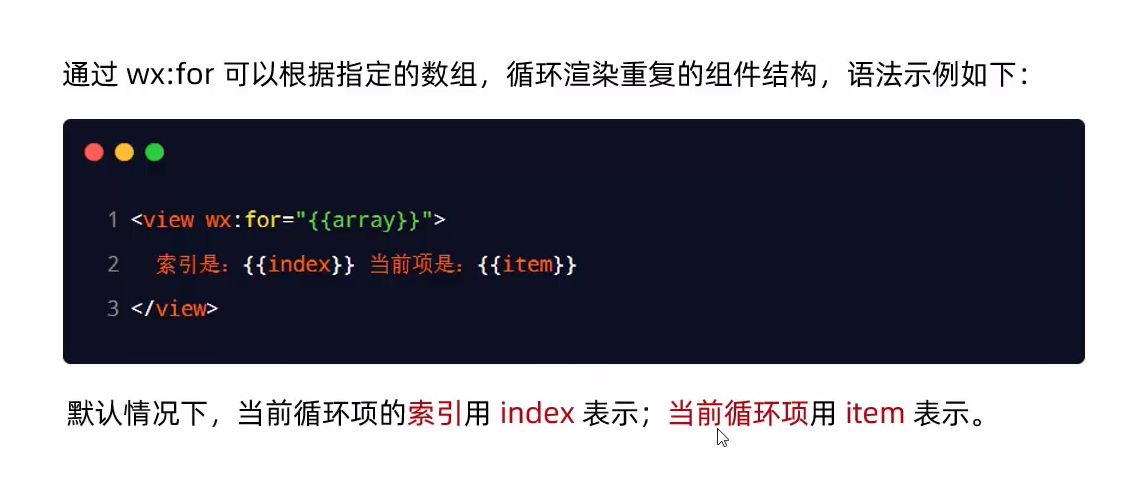 通过 wx:for 可以根据指定的数组，循环渲染重复的组件结构，语法示例如下：
1 <view wx:for="{{array}}">
2 索引是：{{index}} 当前项是：{{item}}
3 </view>
默认情况下，当前循环项的索引用 index 表示；当前循环项用 item 表示。